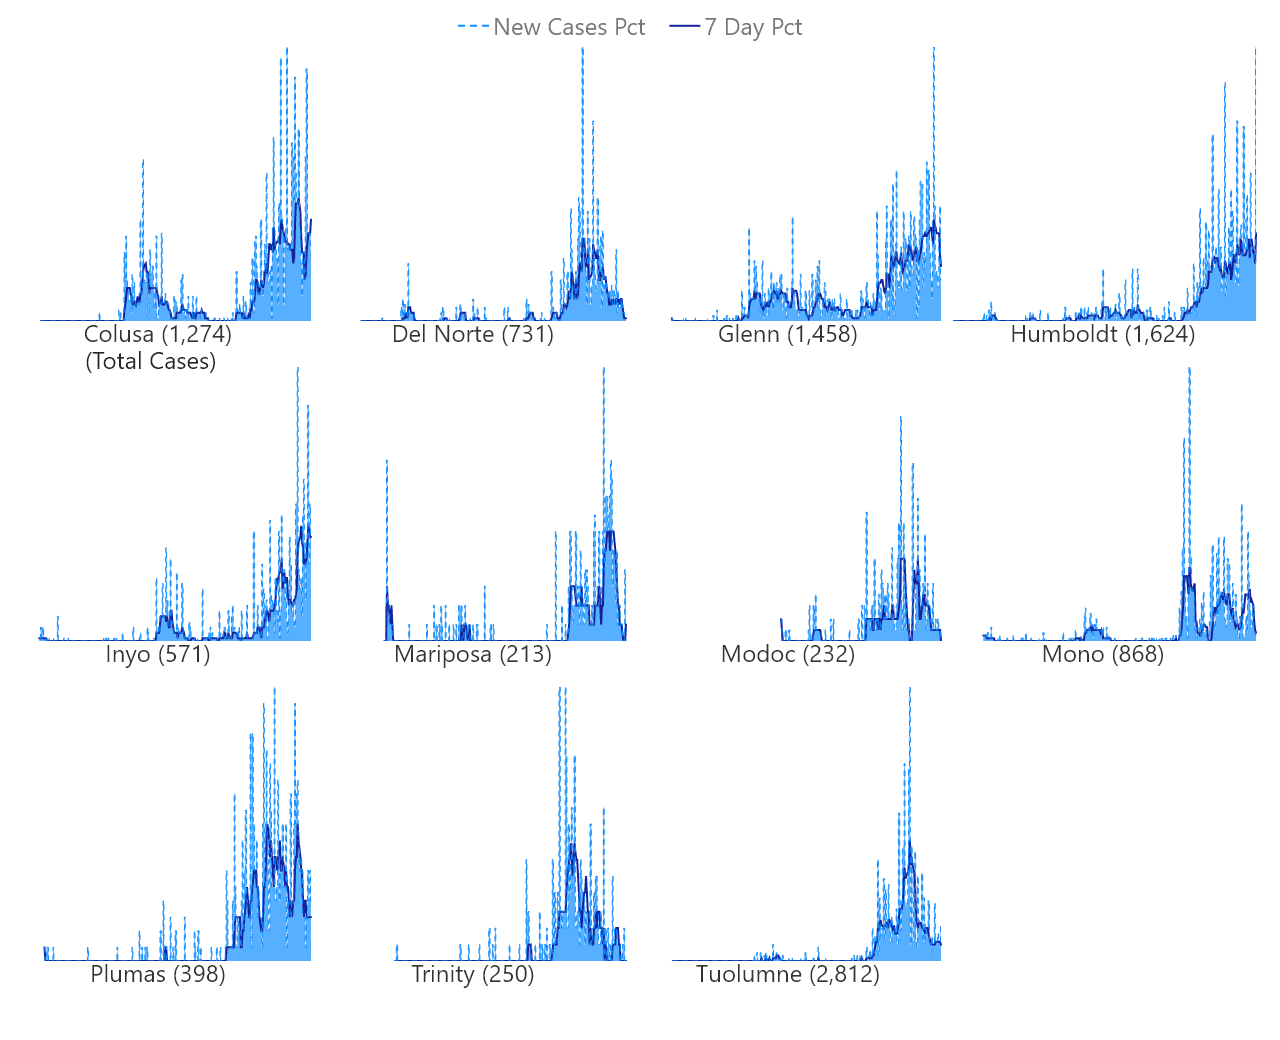 New Cases Pct 7 Day Pct
Colusa (1,274) Del Norte (731) Glenn (1,458) Humboldt (1,624)
(Total Cases)
Inyo (571) Mariposa (213) Modoc (232) Mono (868)
Plumas (398) Trinity (250) Tuolumne (2,812)